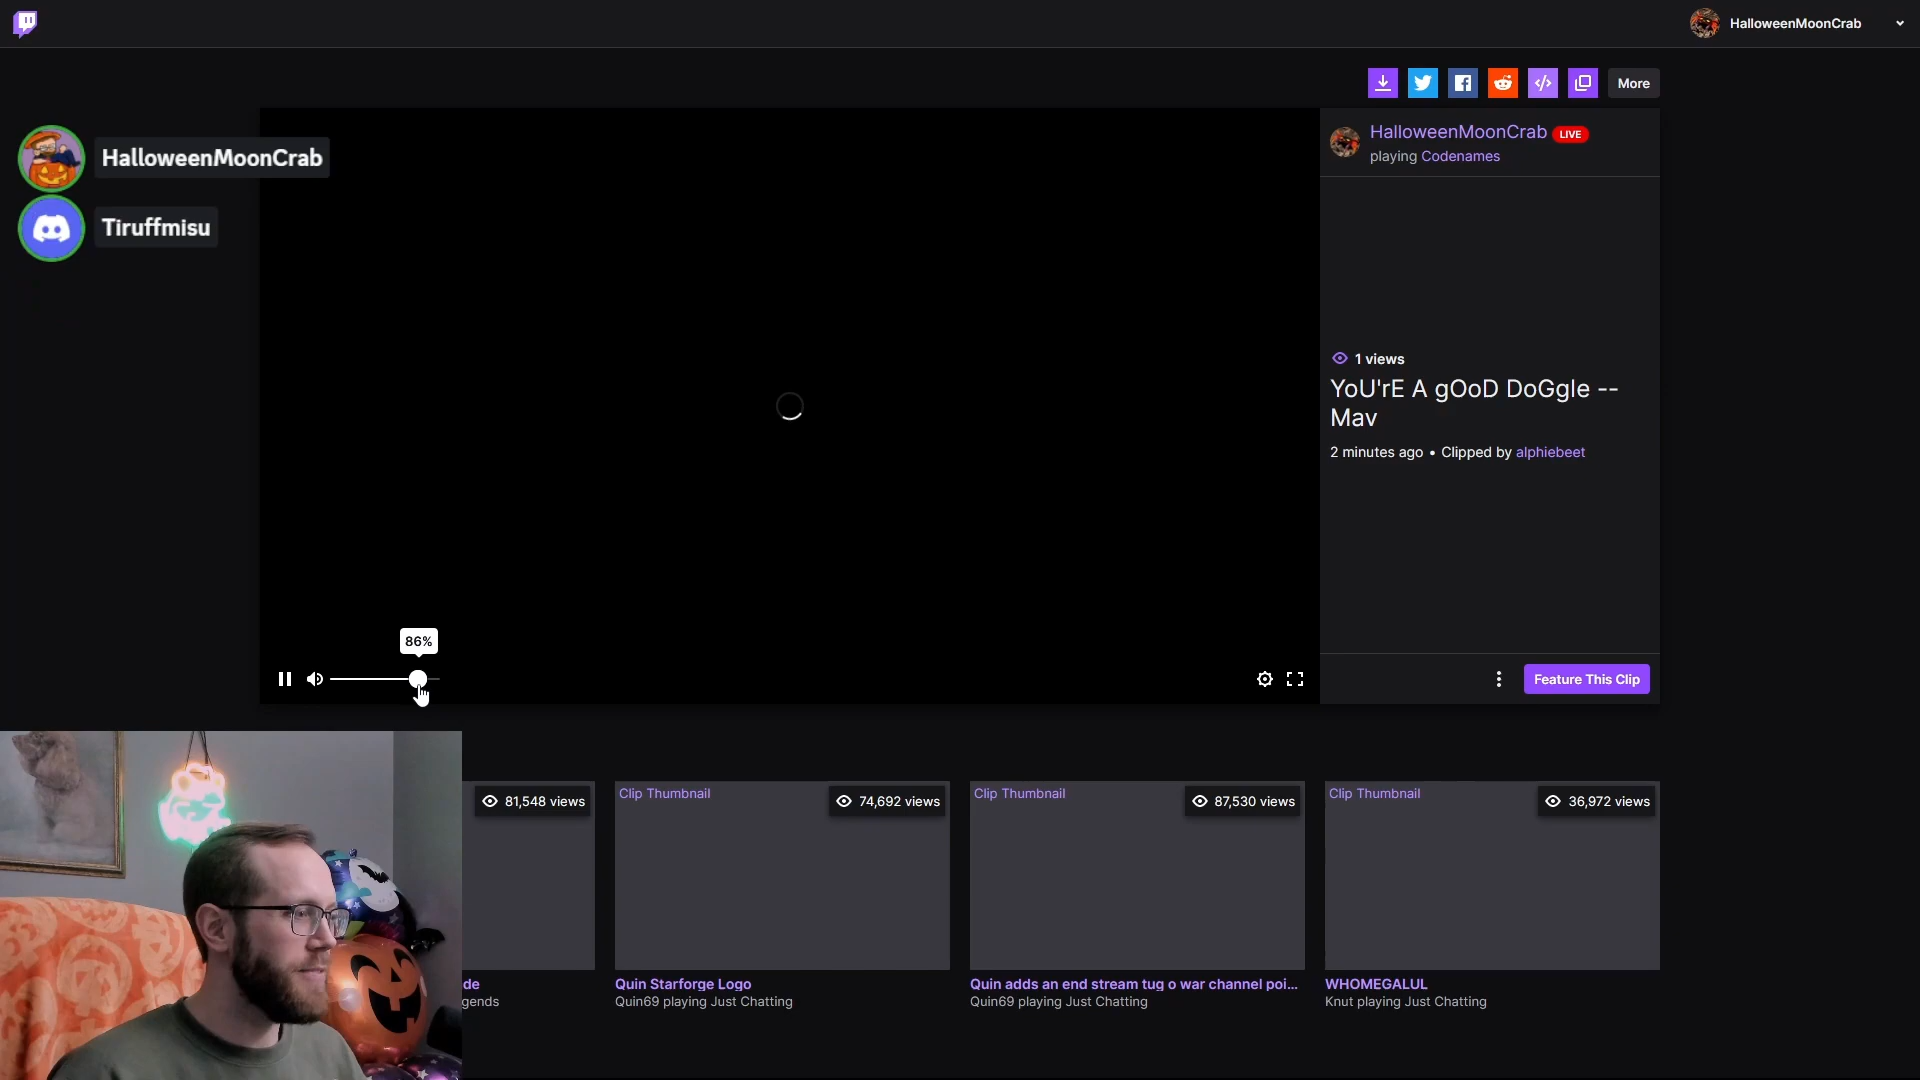 HalloweenMoonCrab
More
HalloweenMoonCrab
Tiruffmisu
HalloweenMoonCrab LIVE
playing Codenames
1 views
YoU'rE A gOoD DoGgle --
Mav
2 minutes ago • Clipped by alphiebeet
86%
Feature This Clip
81,548 views
Clip Thumbnail
74,692 views
Clip Thumbnail
87,530 views
Clip Thumbnail
36,972 views
de
gends
Quin Starforge Logo
Quin69 playing Just Chatting
Quin adds an end stream tug o war channel poi...
Quin69 playing Just Chatting
WHOMEGALUL
Knut playing Just Chatting